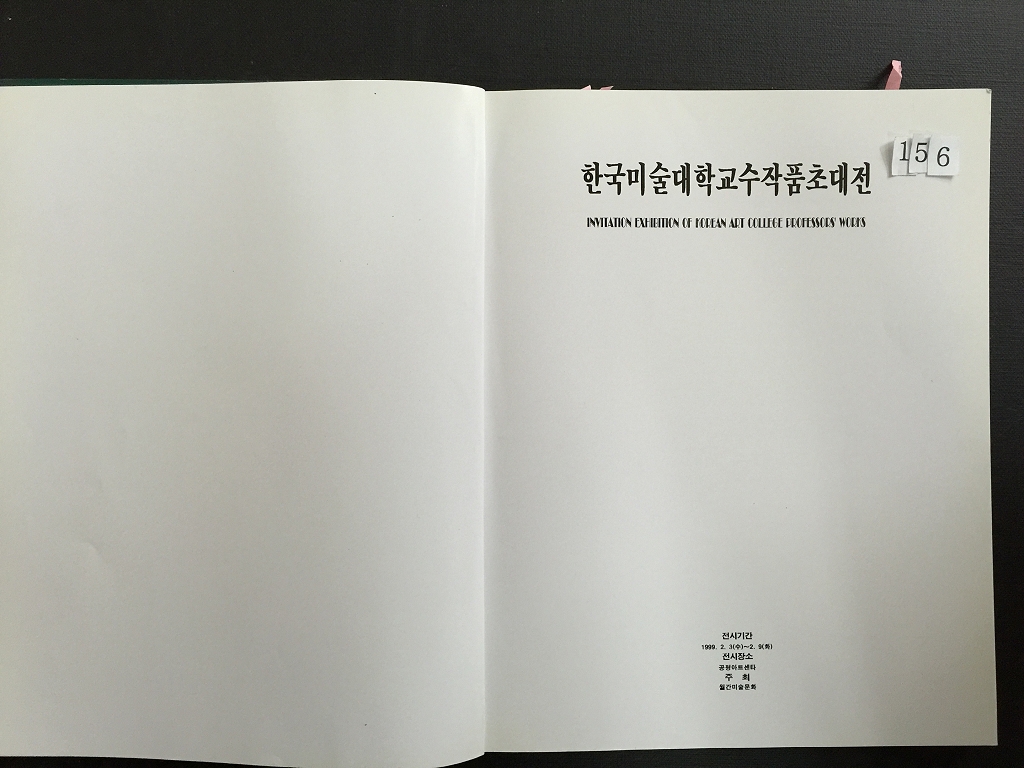 한국미술대학교수작품초대전
156
INVITATION EXHIBITION OF KOREAN ART COLLEGE PROFESSORS' WORKS
전시기간
1999. 2. 3(수)~2. 9(화)
전시장소
공평아트센타
주 최
월간미술문화